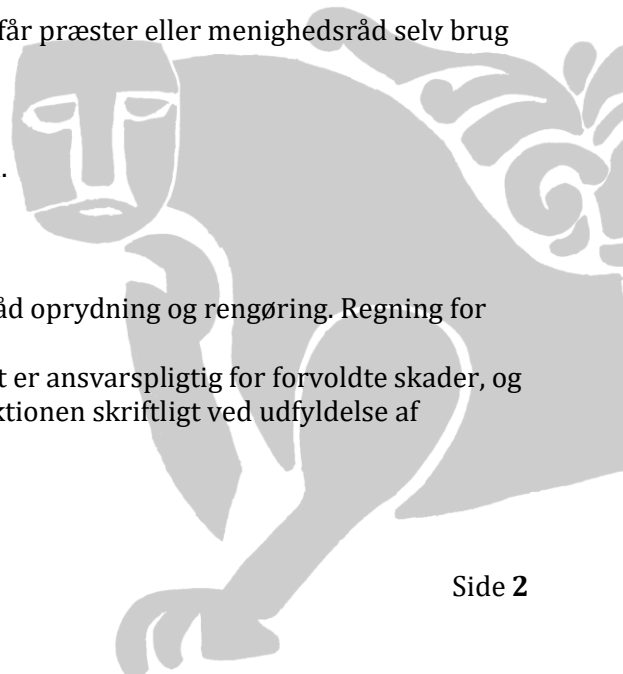 får præster eller menighedsråd selv brug
.
åd oprydning og rengøring. Regning for
t er ansvarspligtig for forvoldte skader, og
ktionen skriftligt ved udfyldelse af
Side 2